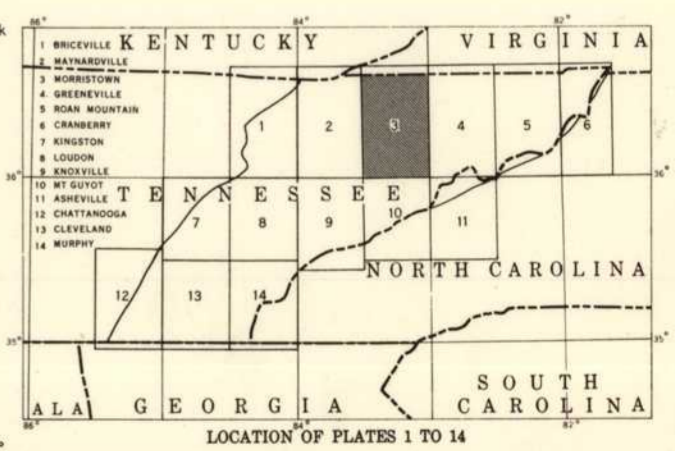 86° 84° 82°
k
KENTUCKY VIRGINIA
1 BRICEVILLE
2 MAYNARDVILLE
3 MORRISTOWN
4 GREENEVILLE
5 ROAN MOUNTAIN
6 CRANBERRY
7 KINGSTON
8 LOUDON
9 KNOXVILLE
10 MT GUYOT
11 ASHEVILLE
12 CHATTANOOGA
13 CLEVELAND
14 MURPHY
1 2 3 4 5 6
36° 36°
TENNESSEE
7 8 9 10 11
NORTH CAROLINA
12 13 14
35° 35°
SOUTH
CAROLINA
ALA GEORGIA
86° 84° 82°
LOCATION OF PLATES 1 TO 14